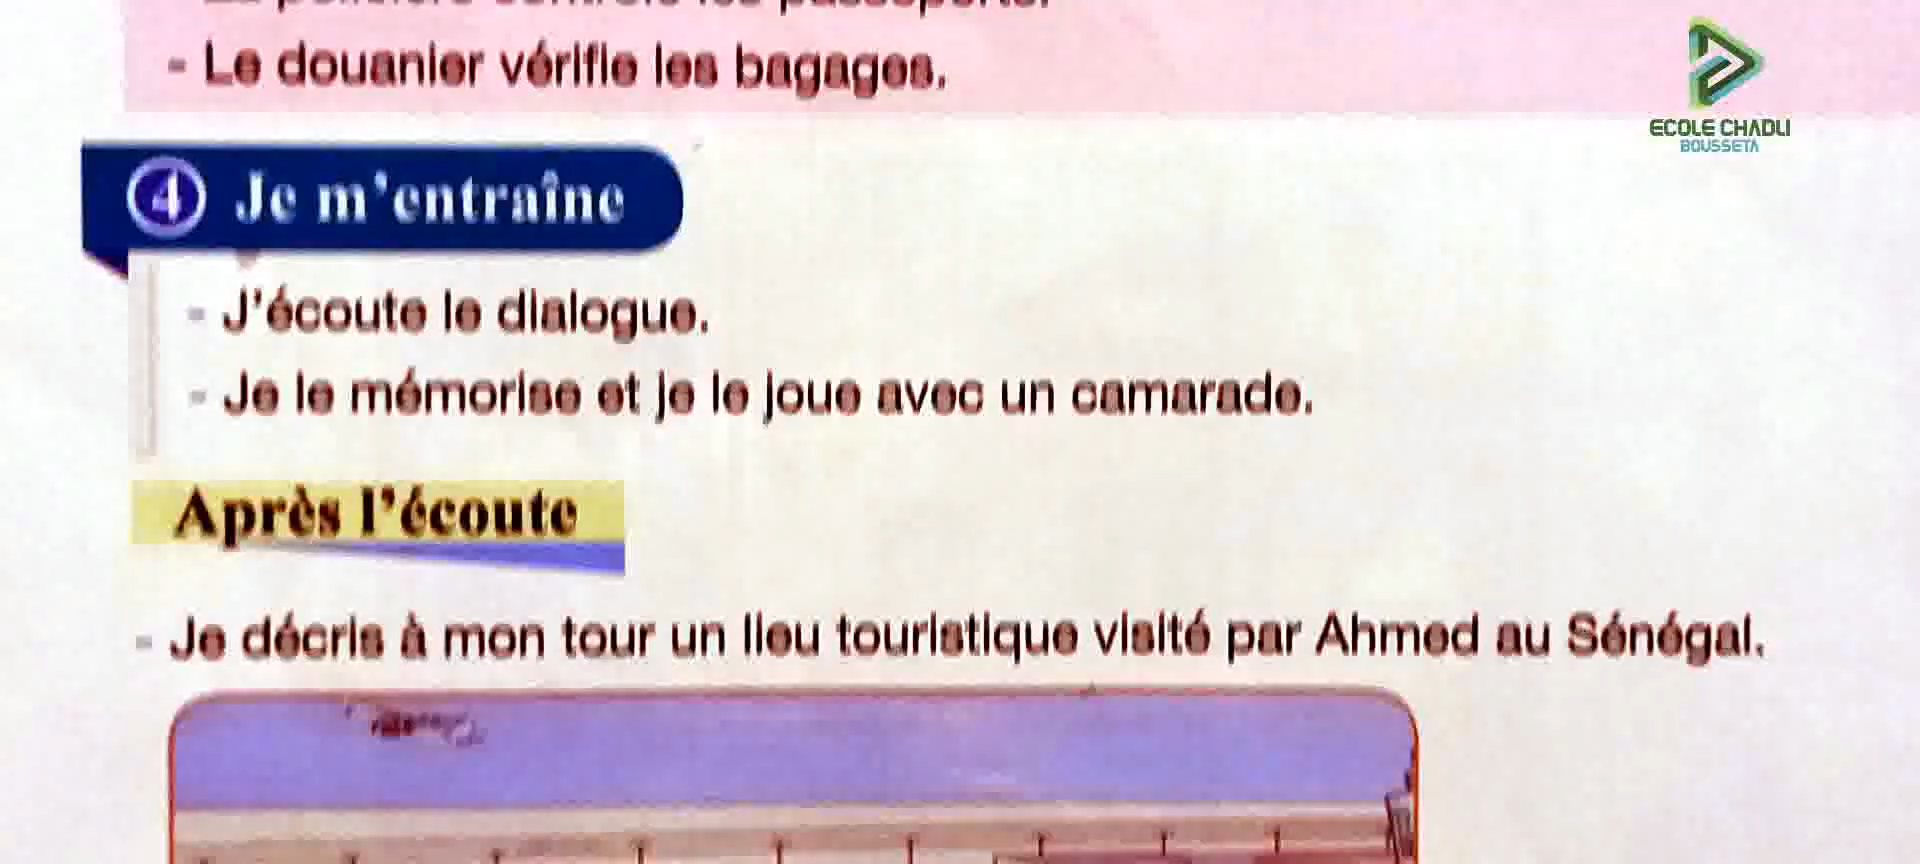 - Le douanier vérifie les bagages.
ECOLE CHADLI
BOUSSETA
4 Je m'entraîne
- J'écoute le dialogue.
- Je le mémorise et je le joue avec un camarade.
Après l'écoute
- Je décris à mon tour un lieu touristique visité par Ahmed au Sénégal.